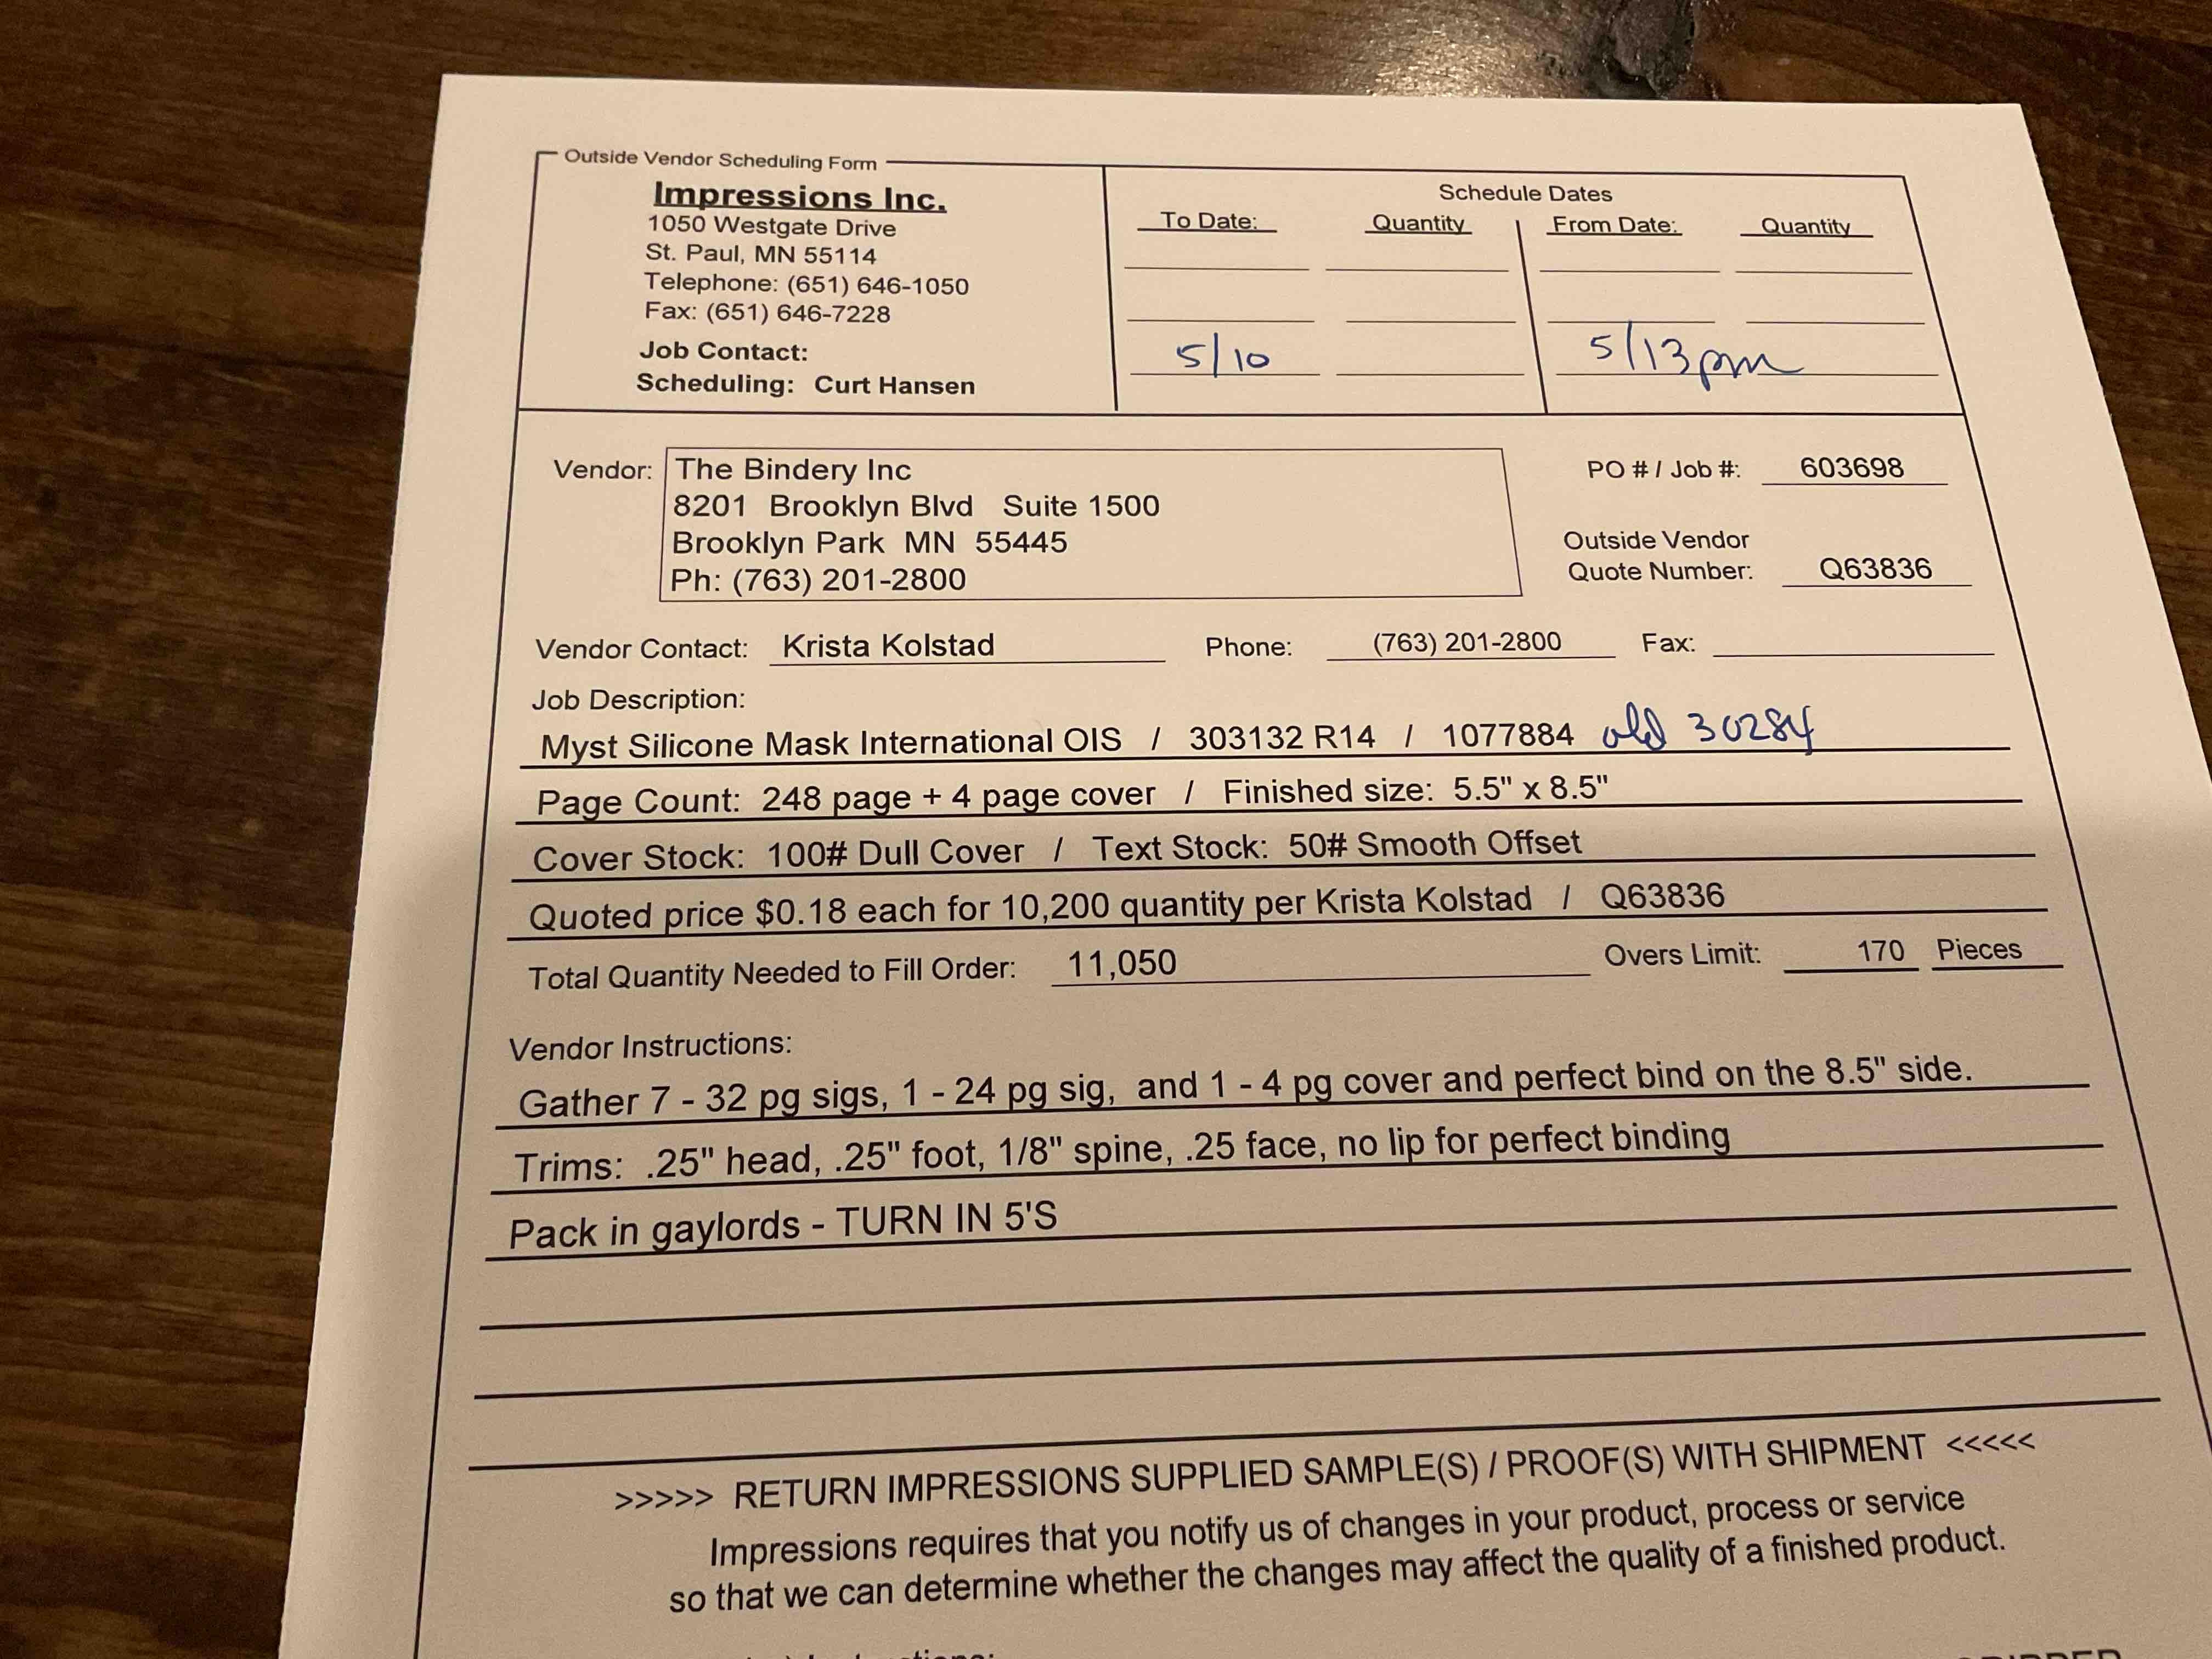 Outside Vendor Scheduling Form
Impressions Inc.
1050 Westgate Drive
St. Paul, MN 55114
Telephone: (651) 646-1050
Fax: (651) 646-7228
Job Contact:
Scheduling: Curt Hansen
Schedule Dates
To Date: Quantity From Date: Quantity
5/10 5/13 pm
Vendor: The Bindery Inc
8201 Brooklyn Blvd Suite 1500
Brooklyn Park MN 55445
Ph: (763) 201-2800
PO # / Job #: 603698
Outside Vendor
Quote Number: Q63836
Vendor Contact: Krista Kolstad Phone: (763) 201-2800 Fax:
Job Description:
Myst Silicone Mask International OIS / 303132 R14 / 1077884 old 30284
Page Count: 248 page + 4 page cover / Finished size: 5.5" x 8.5"
Cover Stock: 100# Dull Cover / Text Stock: 50# Smooth Offset
Quoted price $0.18 each for 10,200 quantity per Krista Kolstad / Q63836
Total Quantity Needed to Fill Order: 11,050 Overs Limit: 170 Pieces
Vendor Instructions:
Gather 7 - 32 pg sigs, 1 - 24 pg sig, and 1 - 4 pg cover and perfect bind on the 8.5" side.
Trims: .25" head, .25" foot, 1/8" spine, .25 face, no lip for perfect binding
Pack in gaylords - TURN IN 5'S
>>>>> RETURN IMPRESSIONS SUPPLIED SAMPLE(S) / PROOF(S) WITH SHIPMENT <<<<<
Impressions requires that you notify us of changes in your product, process or service
so that we can determine whether the changes may affect the quality of a finished product.